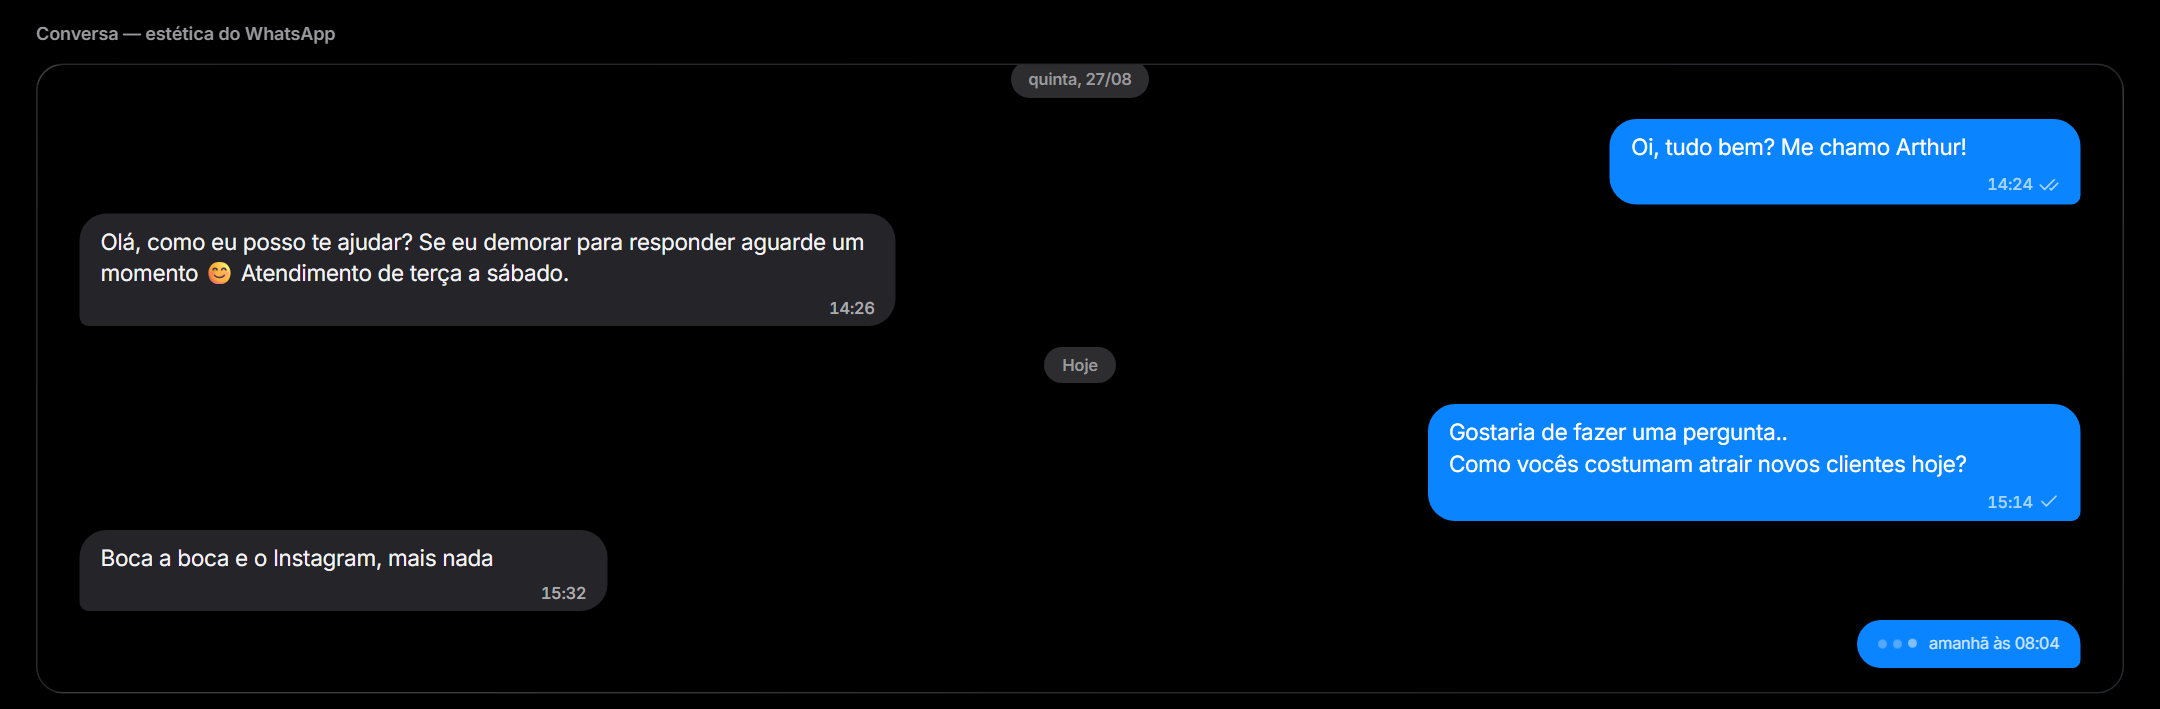 Conversa — estética do WhatsApp
quinta, 27/08
Oi, tudo bem? Me chamo Arthur!
14:24
Olá, como eu posso te ajudar? Se eu demorar para responder aguarde um
momento 😊 Atendimento de terça a sábado.
14:26
Hoje
Gostaria de fazer uma pergunta..
Como vocês costumam atrair novos clientes hoje?
15:14
Boca a boca e o Instagram, mais nada
15:32
amanhã às 08:04